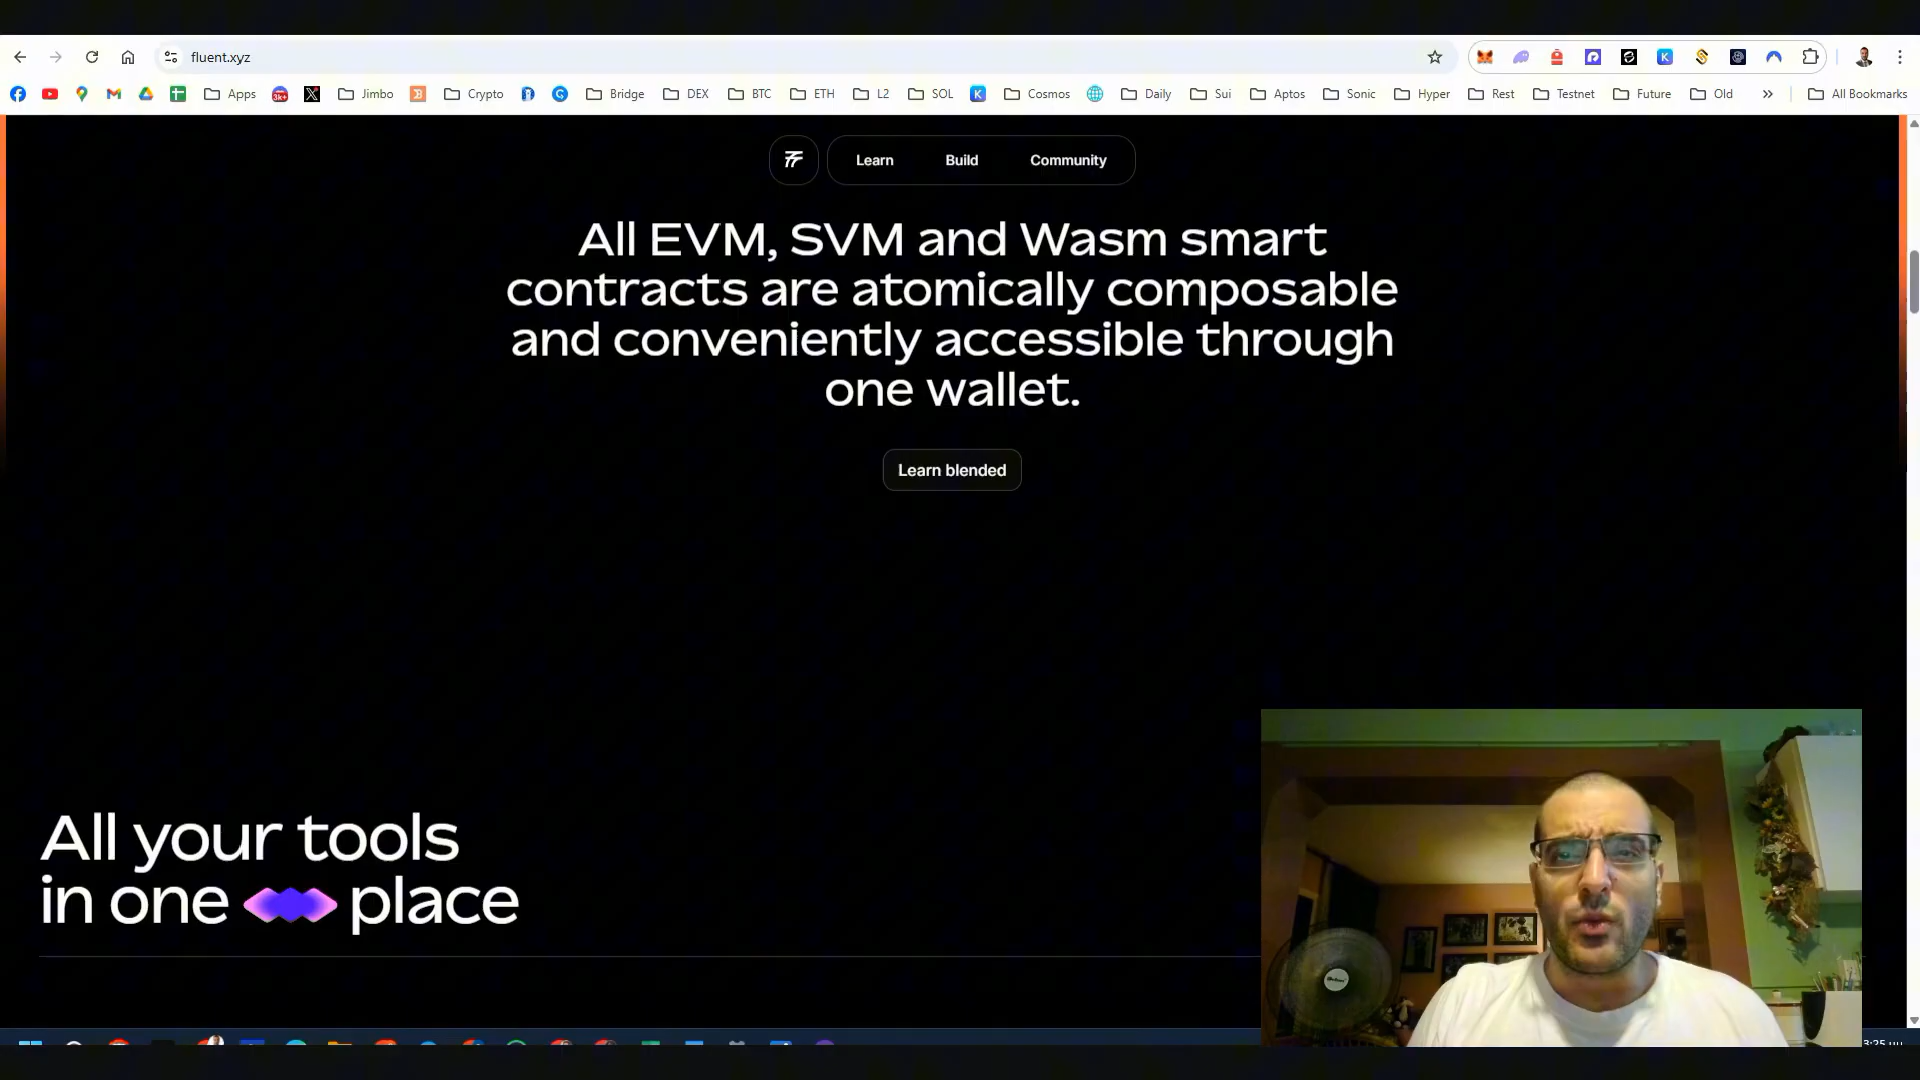 fluent.xyz
Apps
3k+
Jimbo
Crypto
Bridge
DEX
BTC
ETH
L2
SOL
Cosmos
Daily
Sui
Aptos
Sonic
Hyper
Rest
Testnet
Future
Old
All Bookmarks
Learn
Build
Community
All EVM, SVM and Wasm smart
contracts are atomically composable
and conveniently accessible through
one wallet.
Learn blended
All your tools
in one place